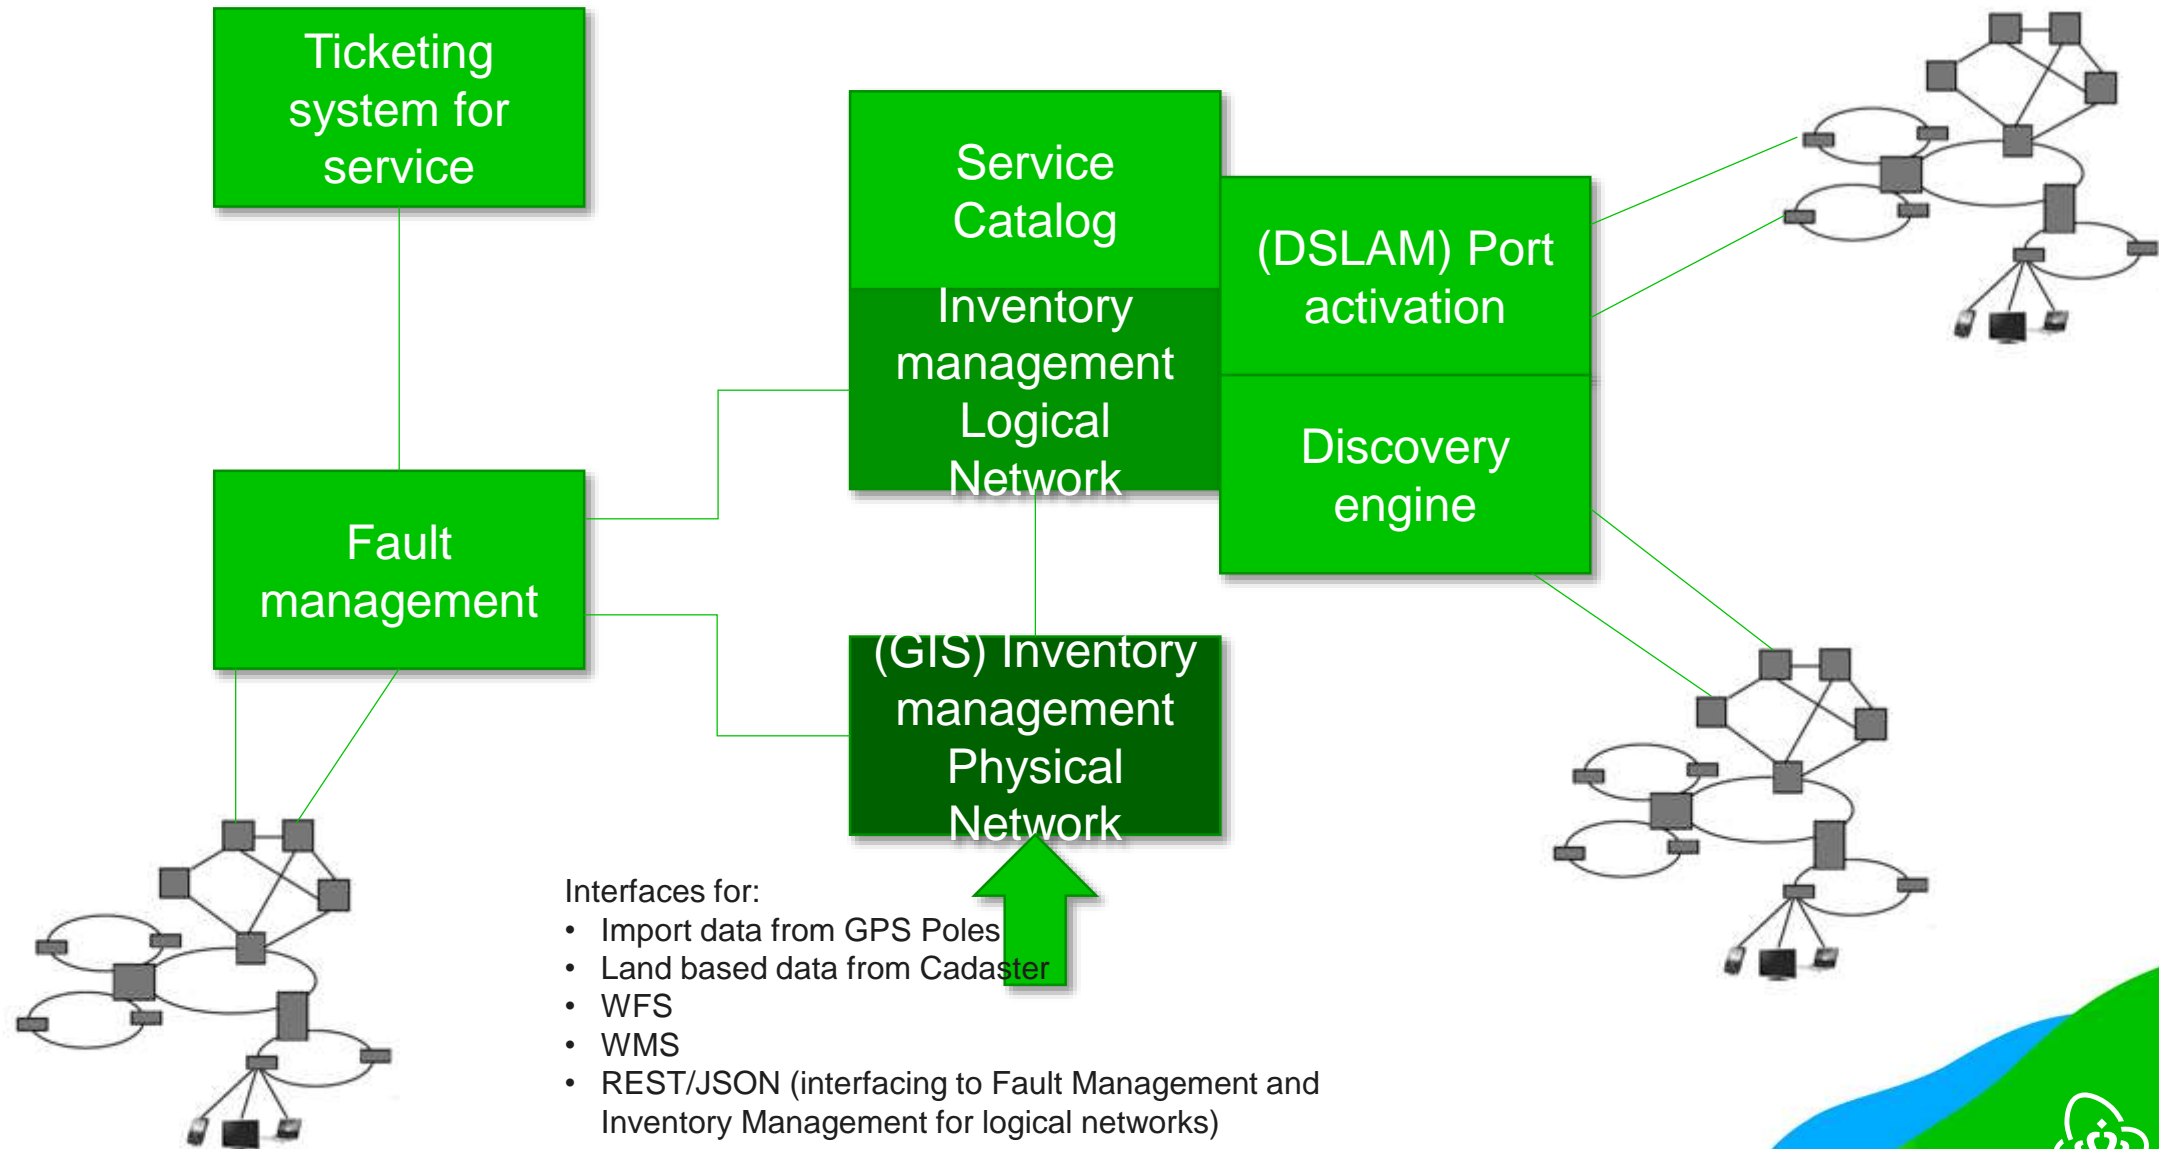 Ticketing
system for
service
Service
Catalog
(DSLAM) Port
activation
Inventory
management
Logical
Network
Discovery
engine
Fault
management
(GIS) Inventory
management
Physical
Network
Interfaces for:
• Import data from GPS Poles
• Land based data from Cadaster
• WFS
• WMS
• REST/JSON (interfacing to Fault Management and
Inventory Management for logical networks)